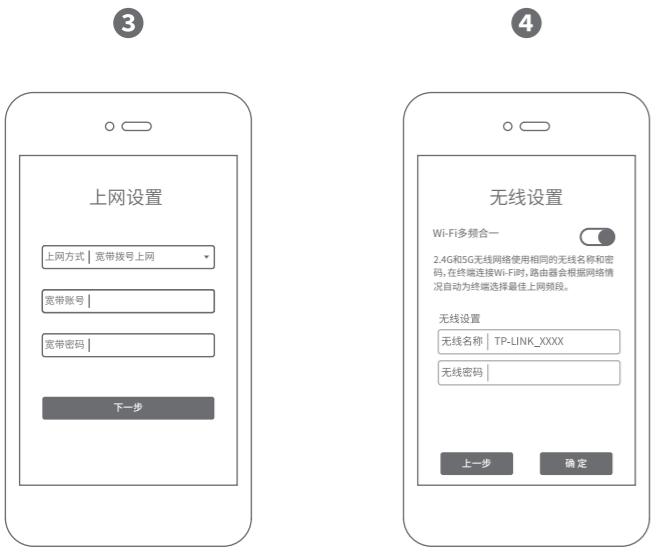 3
上网设置
上网方式 宽带拨号上网
宽带账号
宽带密码
下一步
4
无线设置
Wi-Fi多频合一
2.4G和5G无线网络使用相同的无线名称和密
码,在终端连接Wi-Fi时,路由器会根据网络情
况自动为终端选择最佳上网频段。
无线设置
无线名称 TP-LINK_XXXX
无线密码
上一步 确定